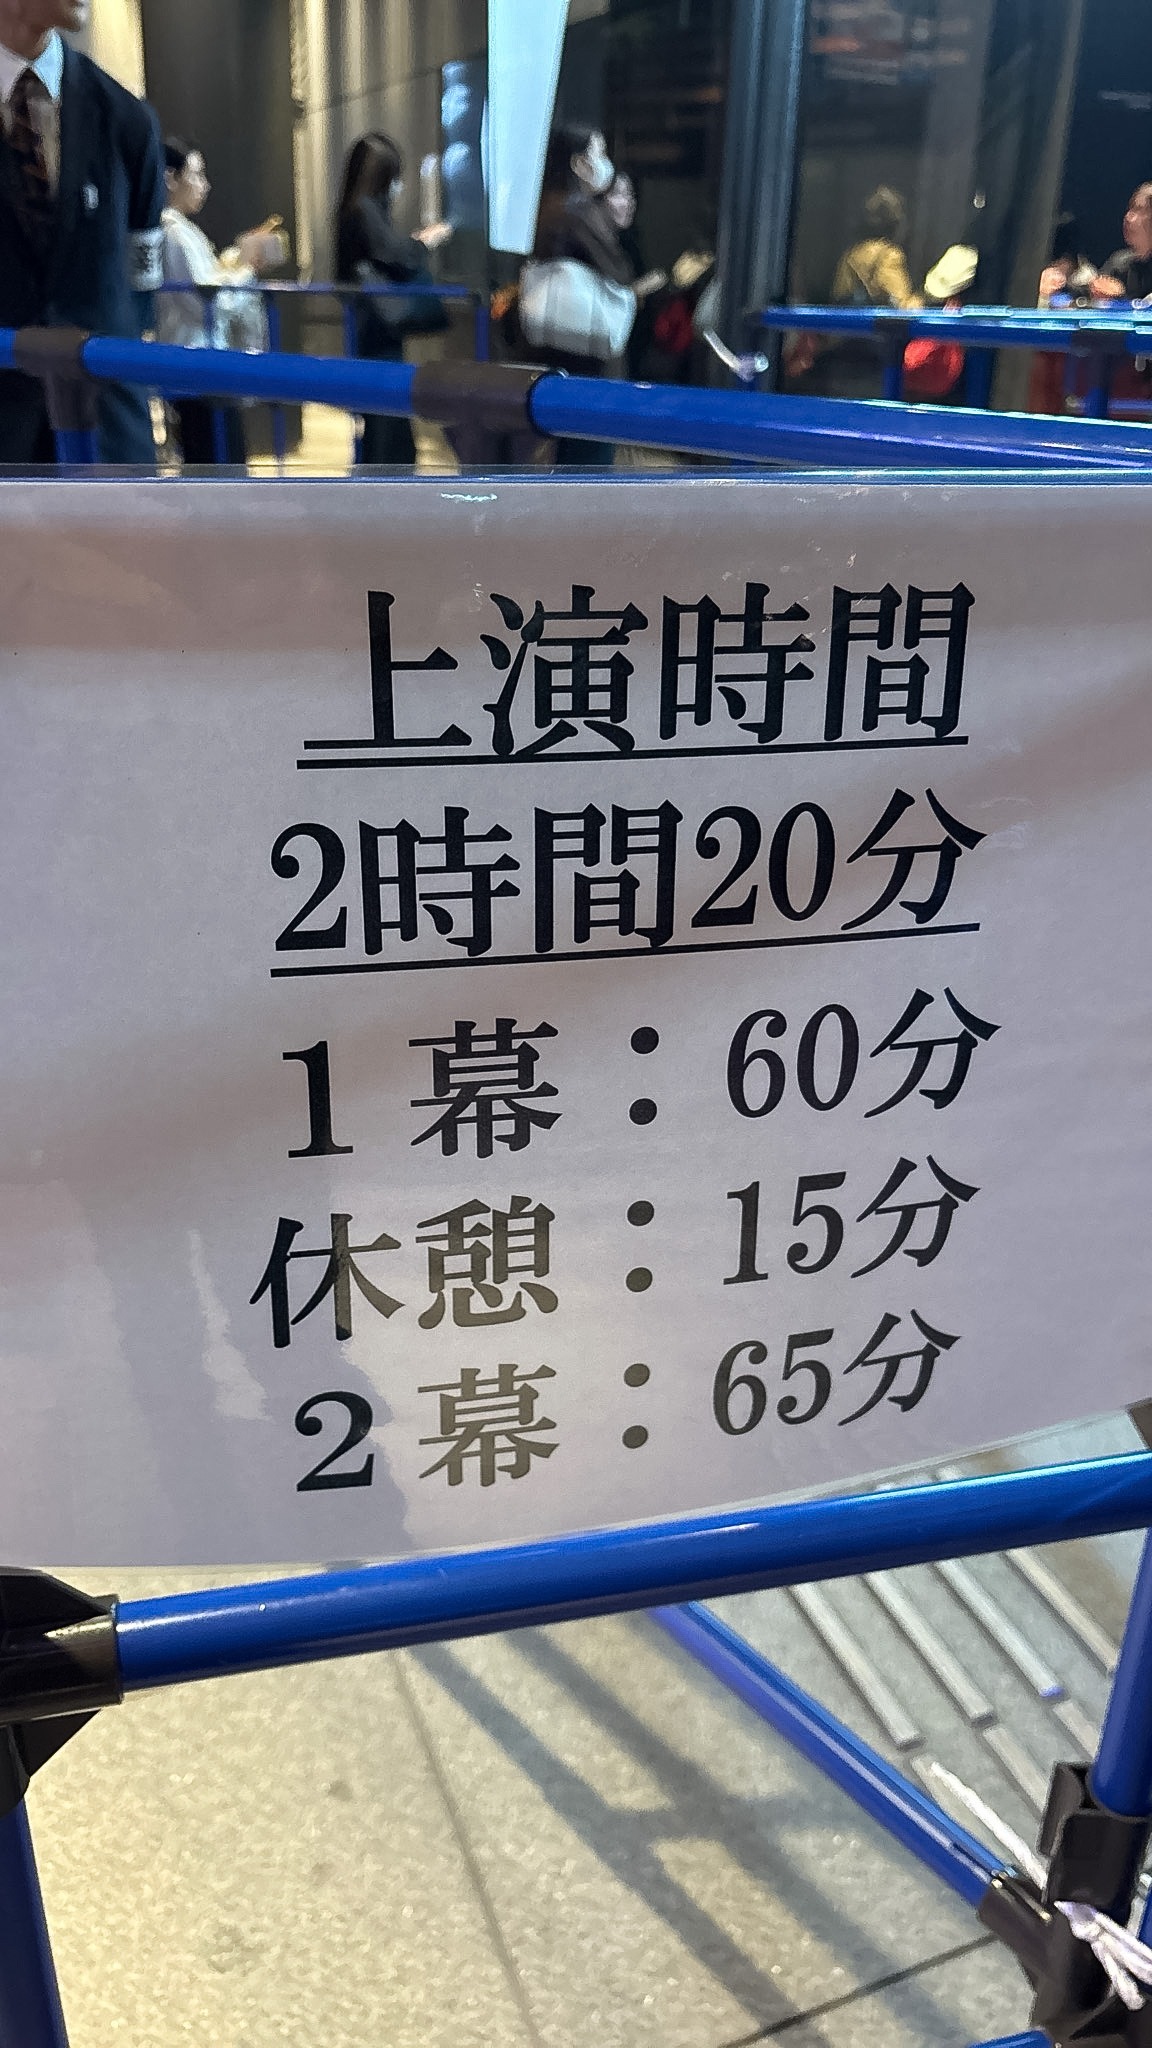 上演時間
2時間20分
1 幕：60分
休憩：15分
2 幕：65分